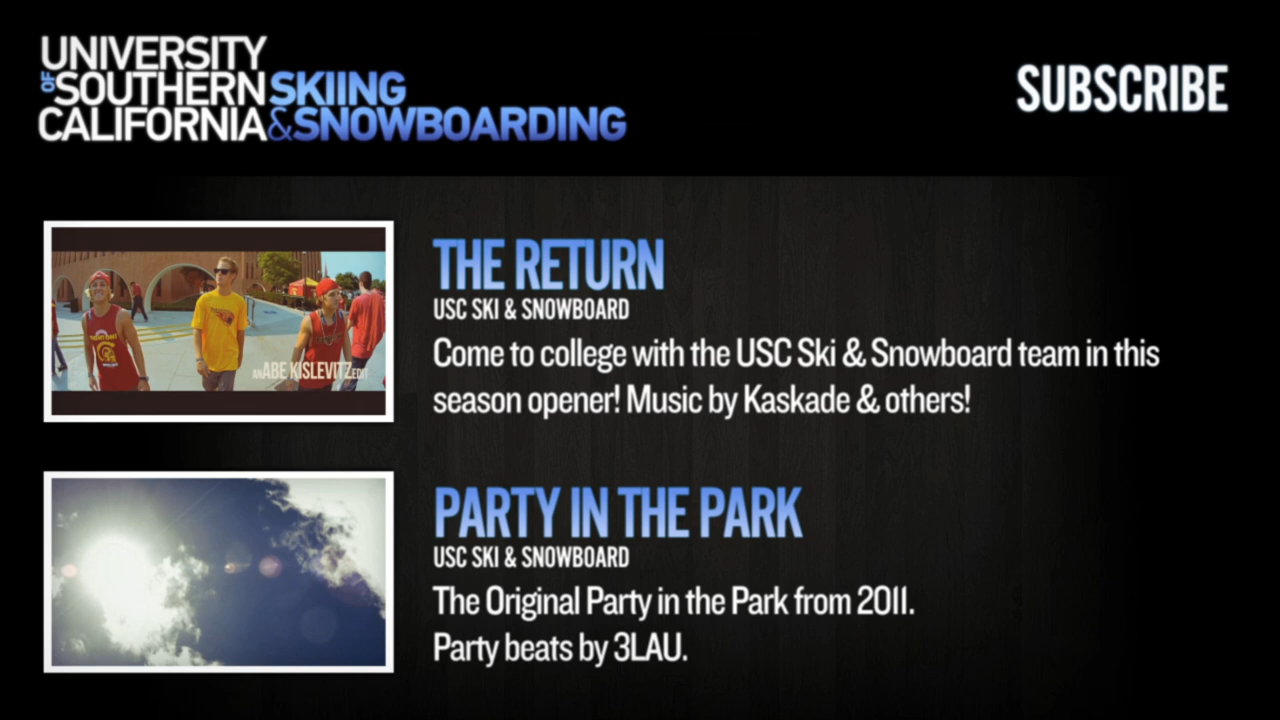 UNIVERSITY
OF SOUTHERN SKIING
CALIFORNIA & SNOWBOARDING
SUBSCRIBE
THE RETURN
USC SKI & SNOWBOARD
Come to college with the USC Ski & Snowboard team in this
season opener! Music by Kaskade & others!
AN ABE KISLEVITZ EDIT
PARTY IN THE PARK
USC SKI & SNOWBOARD
The Original Party in the Park from 2011.
Party beats by 3LAU.